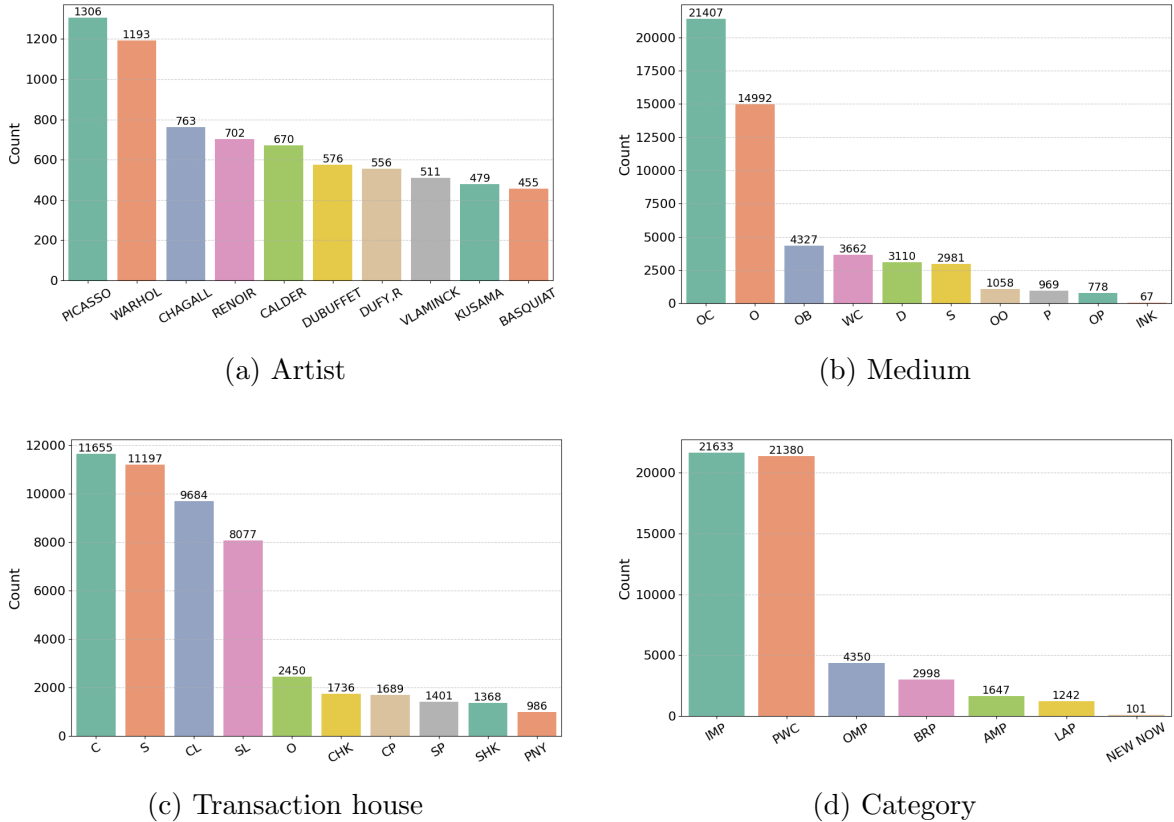 1306
1193
763
702
670
576
556
511
479
455
1200
1000
800
600
400
200
0
Count
PICASSO
WARHOL
CHAGALL
RENOIR
CALDER
DUBUFFET
DUFY,R
VLAMINCK
KUSAMA
BASQUIAT
(a) Artist
21407
14992
4327
3662
3110
2981
1058
969
778
67
20000
17500
15000
12500
10000
7500
5000
2500
0
Count
OC
O
OB
WC
D
S
OO
P
OP
INK
(b) Medium
11655
11197
9684
8077
2450
1736
1689
1401
1368
986
12000
10000
8000
6000
4000
2000
0
Count
C
S
CL
SL
O
CHK
CP
SP
SHK
PNY
(c) Transaction house
21633
21380
4350
2998
1647
1242
101
20000
15000
10000
5000
0
Count
IMP
PWC
OMP
BRP
AMP
LAP
NEW NOW
(d) Category